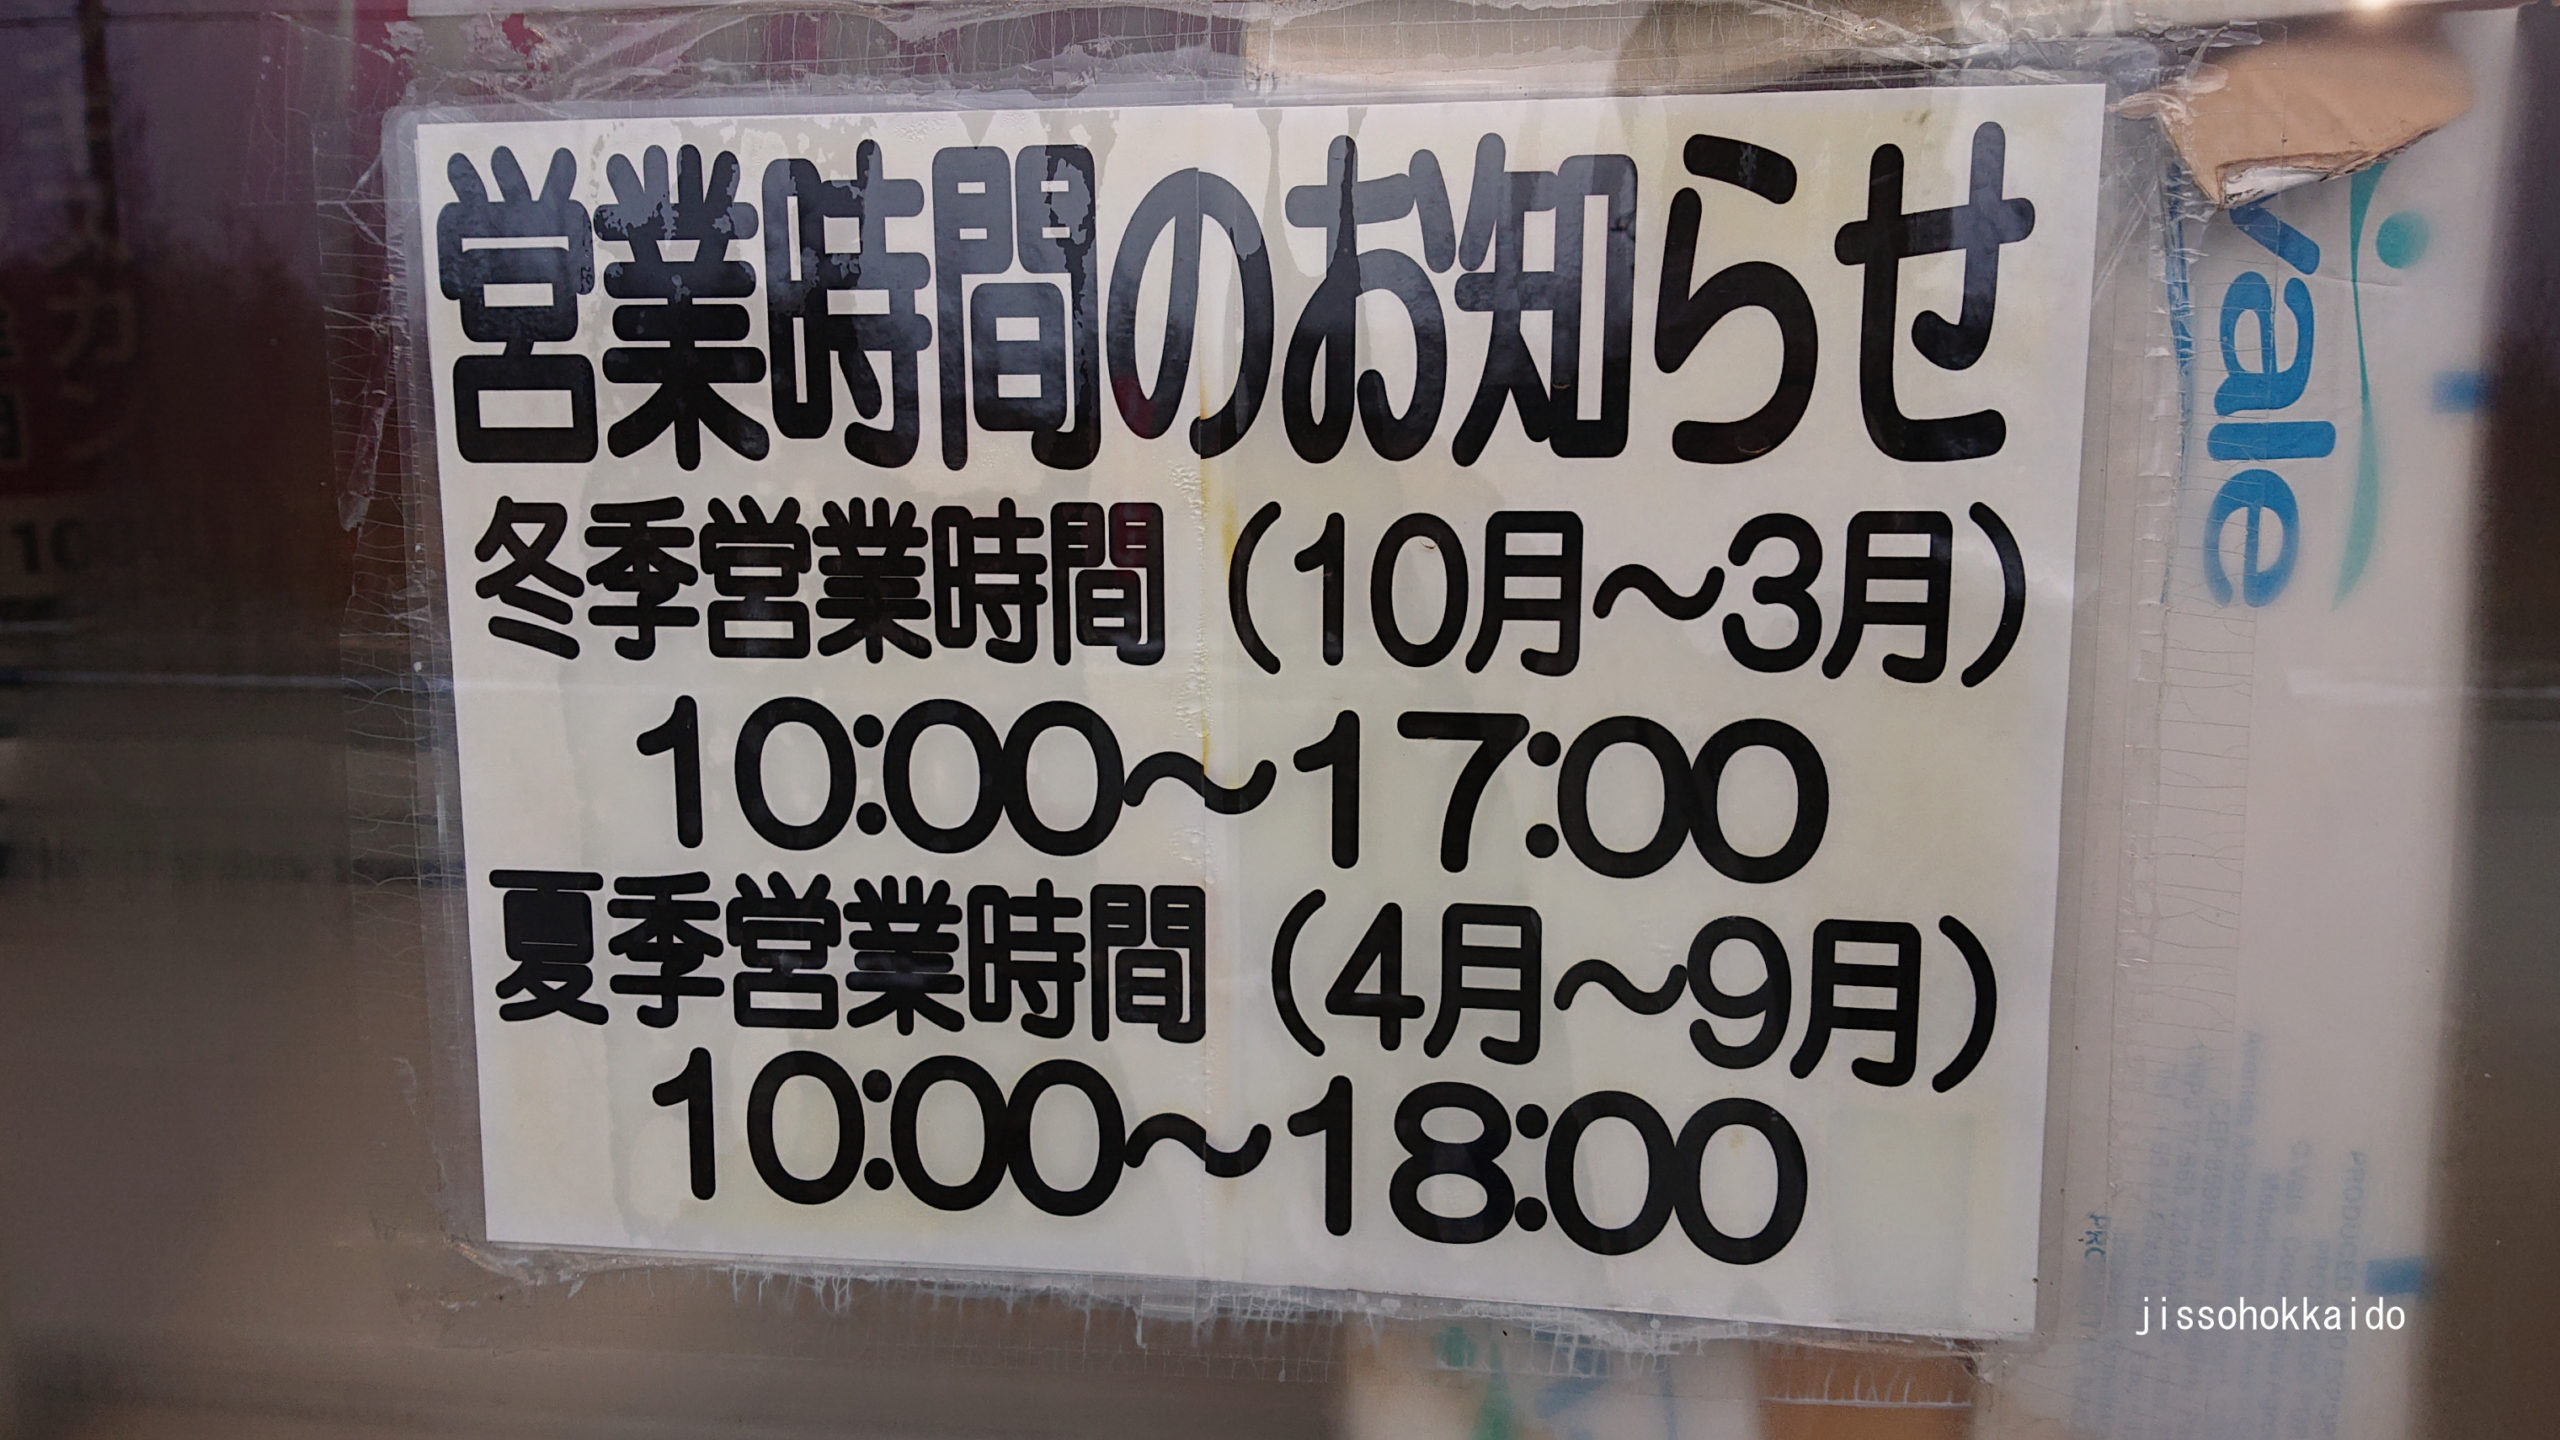 営業時間のお知らせ
冬季営業時間（10月～3月）
10:00～17:00
夏季営業時間（4月～9月）
10:00～18:00
vale
jissohokkaido